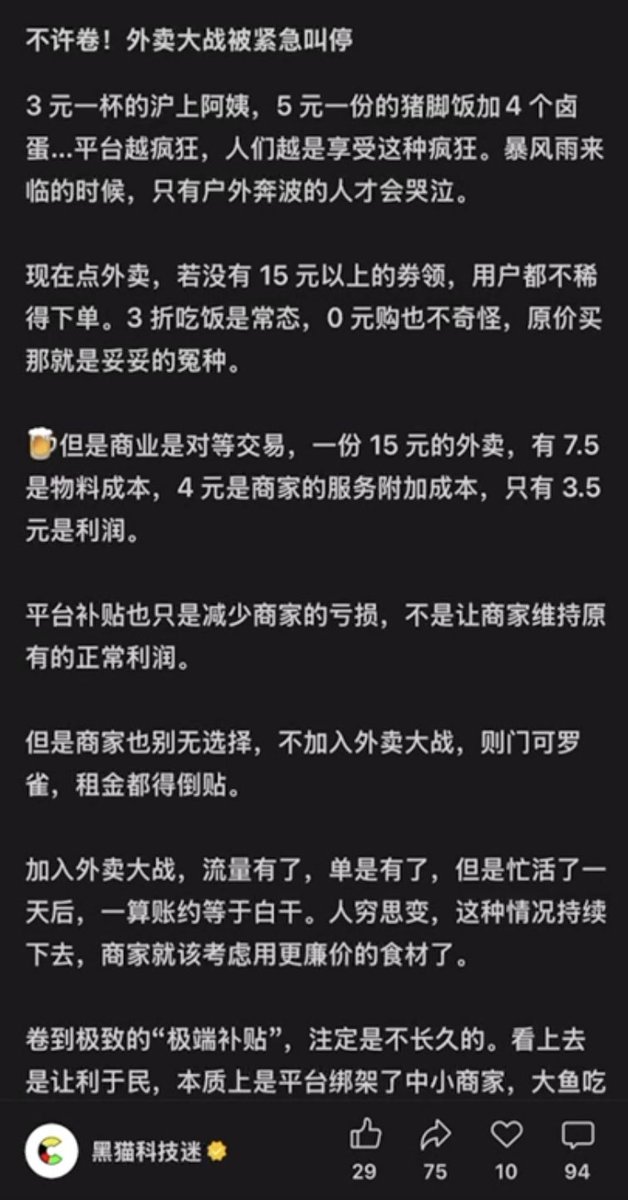 不许卷！外卖大战被紧急叫停
3 元一杯的沪上阿姨，5 元一份的猪脚饭加 4 个卤
蛋...平台越疯狂，人们越是享受这种疯狂。暴风雨来
临的时候，只有户外奔波的人才会哭泣。
现在点外卖，若没有 15 元以上的券领，用户都不稀
得下单。3 折吃饭是常态，0 元购也不奇怪，原价买
那就是妥妥的冤种。
🍺但是商业是对等交易，一份 15 元的外卖，有 7.5
是物料成本，4 元是商家的服务附加成本，只有 3.5
元是利润。
平台补贴也只是减少商家的亏损，不是让商家维持原
有的正常利润。
但是商家也别无选择，不加入外卖大战，则门可罗
雀，租金都得倒贴。
加入外卖大战，流量有了，单是有了，但是忙活了一
天后，一算账约等于白干。人穷思变，这种情况持续
下去，商家就该考虑用更廉价的食材了。
卷到极致的“极端补贴”，注定是不长久的。看上去
是让利于民，本质上是平台绑架了中小商家，大鱼吃
黑猫科技迷
29 75 10 94